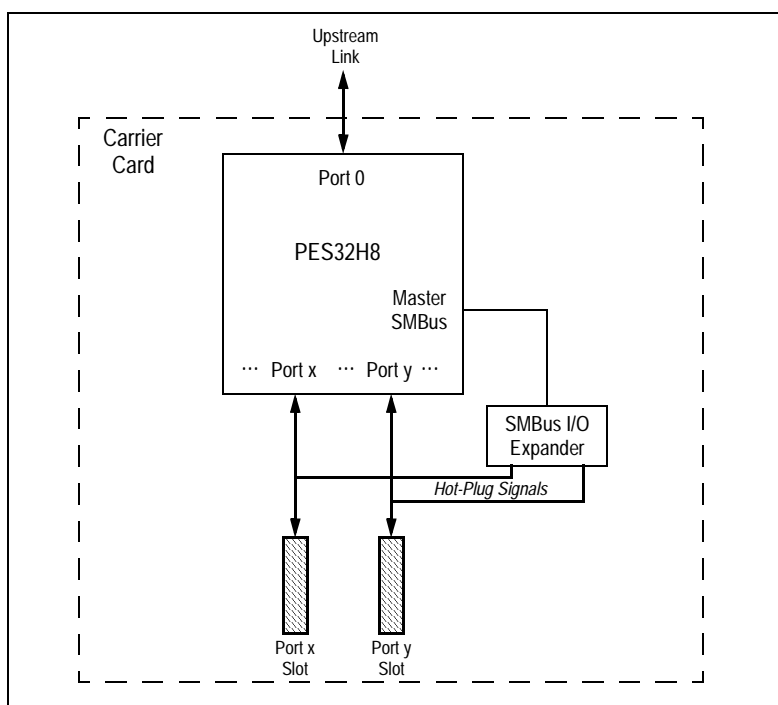 Upstream
Link
Carrier
Card
Port 0
PES32H8
Master
SMBus
··· Port x ··· Port y ···
SMBus I/O
Expander
Hot-Plug Signals
Port x
Slot
Port y
Slot